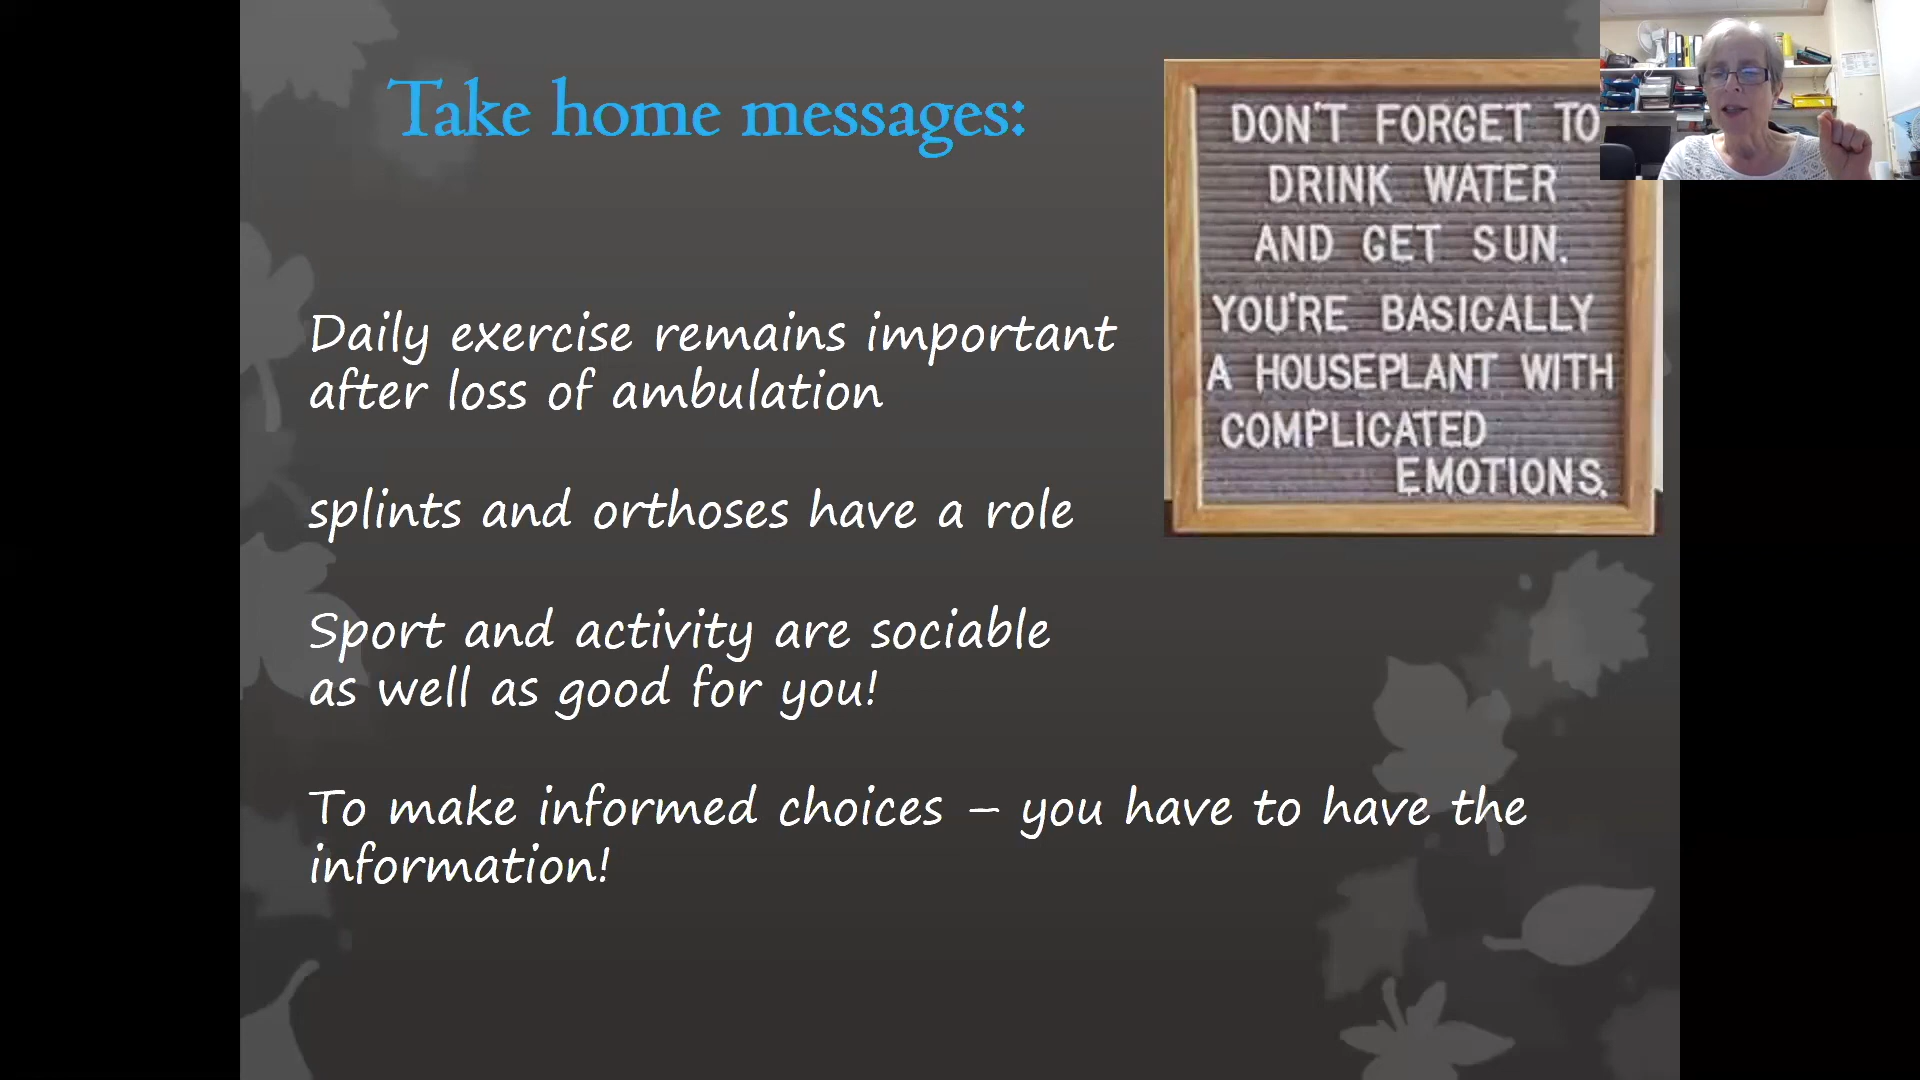 Take home messages:
DON'T FORGET TO
DRINK WATER
AND GET SUN.
YOU'RE BASICALLY
A HOUSEPLANT WITH
COMPLICATED
EMOTIONS.
Daily exercise remains important
after loss of ambulation
splints and orthoses have a role
Sport and activity are sociable
as well as good for you!
To make informed choices – you have to have the
information!